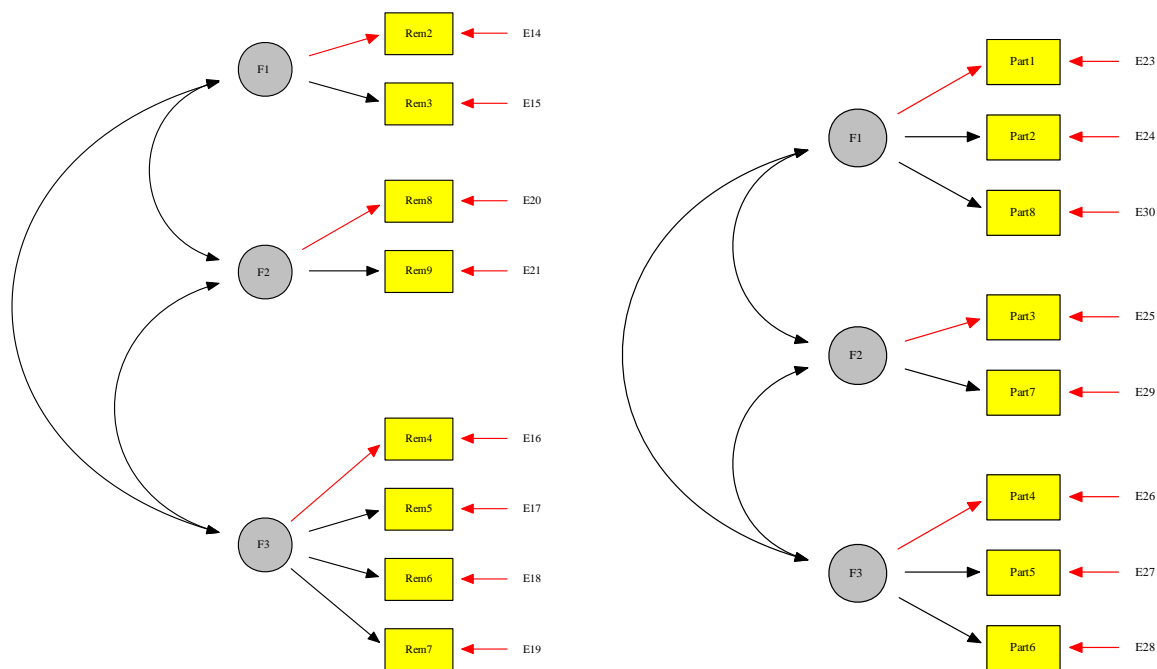 Rem2
E14
F1
Rem3
E15
Rem8
E20
F2
Rem9
E21
Rem4
E16
Rem5
E17
F3
Rem6
E18
Rem7
E19
Part1
E23
F1
Part2
E24
Part8
E30
Part3
E25
F2
Part7
E29
Part4
E26
F3
Part5
E27
Part6
E28